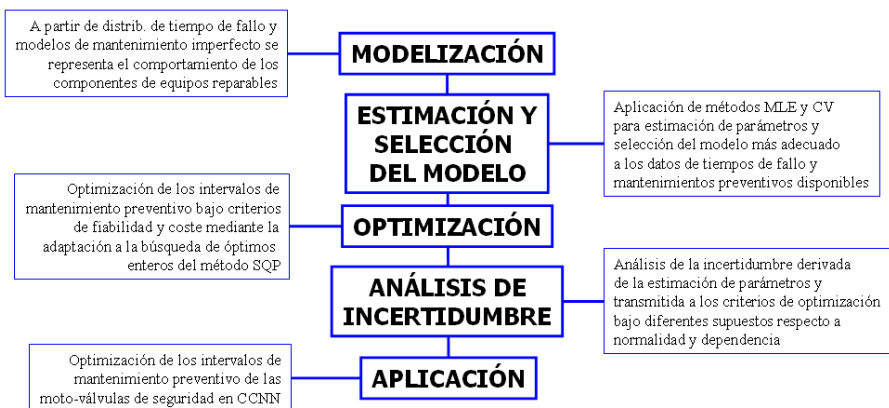 A partir de distrib. de tiempo de fallo y
modelos de mantenimiento imperfecto se
representa el comportamiento de los
componentes de equipos reparables
MODELIZACIÓN
ESTIMACIÓN Y
SELECCIÓN
DEL MODELO
Aplicación de métodos MLE y CV
para estimación de parámetros y
selección del modelo más adecuado
a los datos de tiempos de fallo y
mantenimientos preventivos disponibles
Optimización de los intervalos de
mantenimiento preventivo bajo criterios
de fiabilidad y coste mediante la
adaptación a la búsqueda de óptimos
enteros del método SQP
OPTIMIZACIÓN
ANÁLISIS DE
INCERTIDUMBRE
Análisis de la incertidumbre derivada
de la estimación de parámetros y
transmitida a los criterios de optimización
bajo diferentes supuestos respecto a
normalidad y dependencia
Optimización de los intervalos de
mantenimiento preventivo de las
moto-válvulas de seguridad en CCNN
APLICACIÓN